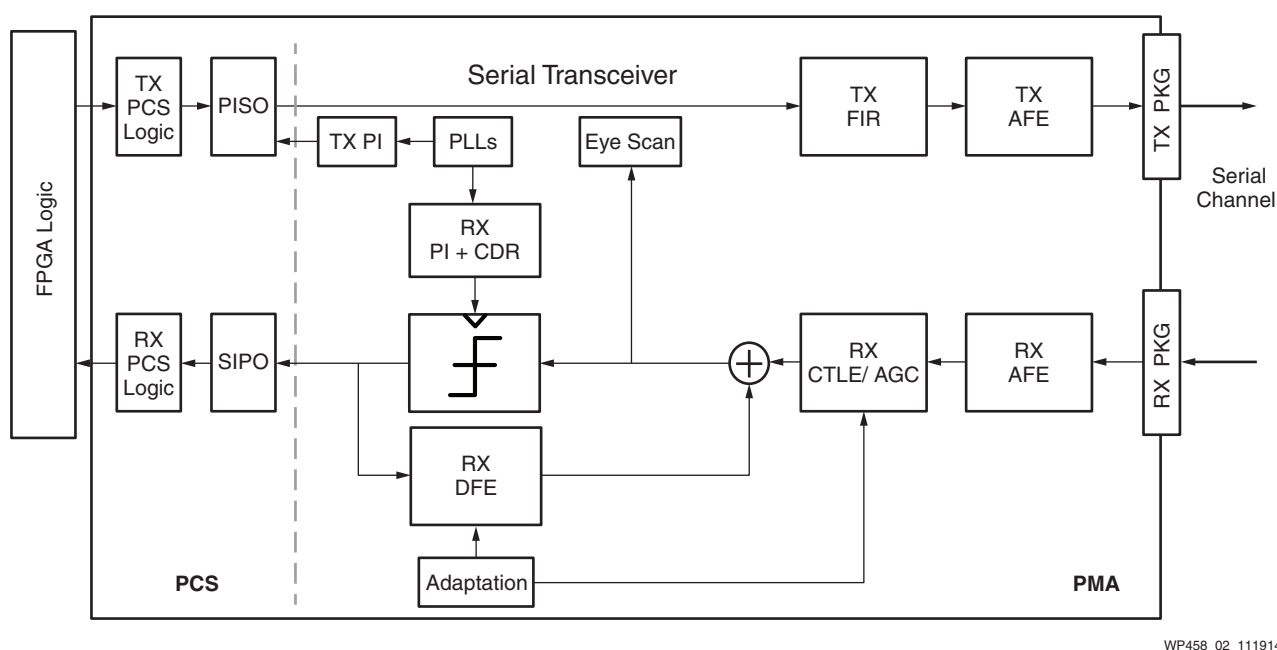 Serial Transceiver
FPGA Logic
TX
PCS
Logic
PISO
TX PI
PLLs
Eye Scan
TX
FIR
TX
AFE
TX PKG
Serial
Channel
RX
PI + CDR
RX
PCS
Logic
SIPO
RX
CTLE/ AGC
RX
AFE
RX PKG
RX
DFE
Adaptation
PCS
PMA
WP458_02_111914